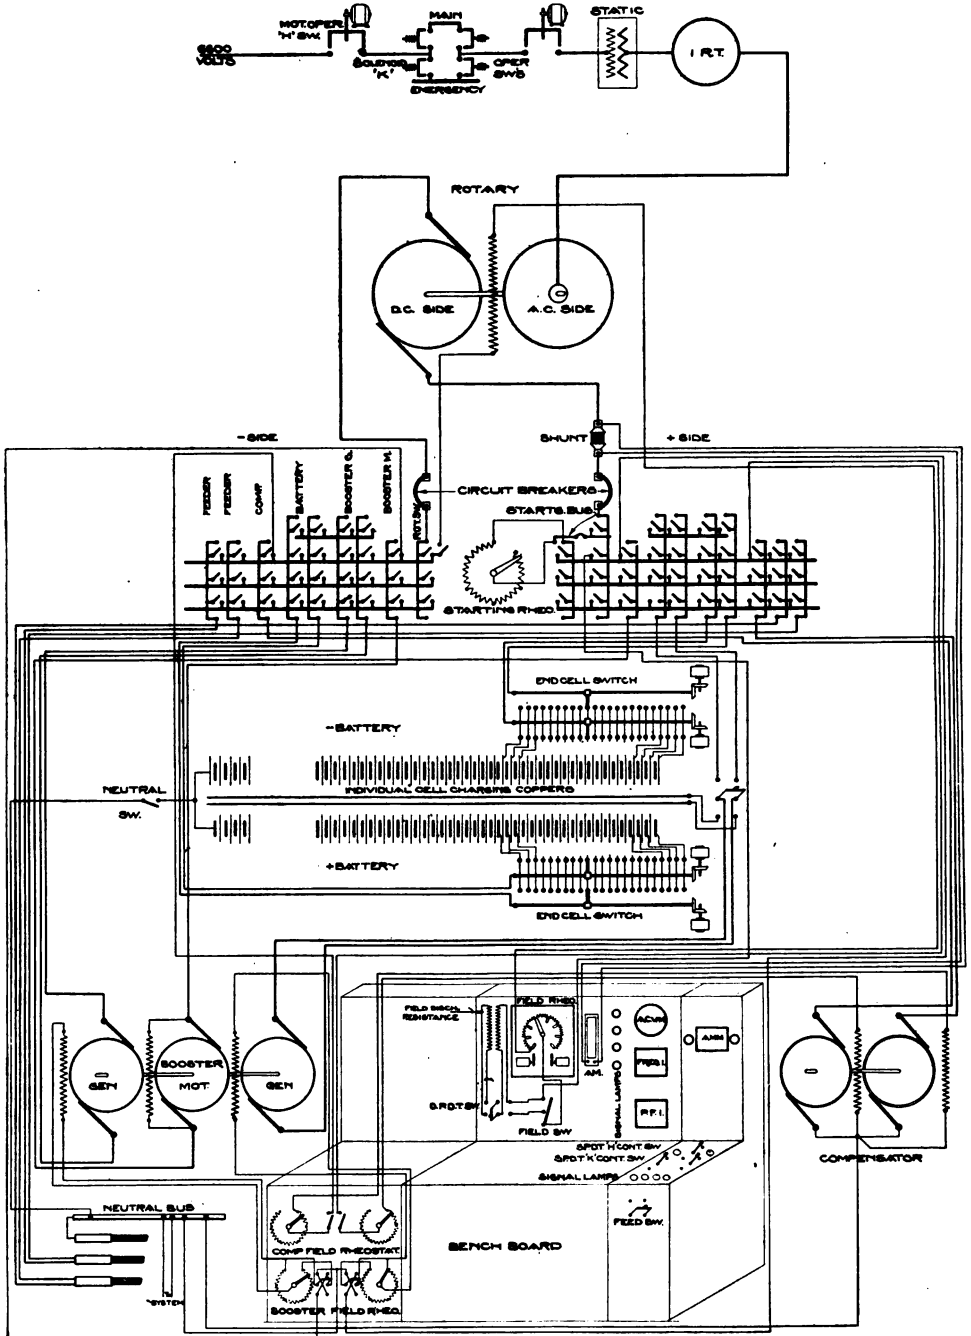 MOT. OPER.
"H" SW.
MAIN
STATIC
6600
VOLTS
SOLENOID
"K"
OPER
SWS
EMERGENCY
I.R.T.
ROTARY
D.C. SIDE
A.C. SIDE
- SIDE
SHUNT
+ SIDE
FEEDER
FEEDER
COMP.
BATTERY
BOOSTER G.
BOOSTER M.
ROT. SW.
CIRCUIT BREAKERS
STARTG. BUS.
STARTING RHEO.
END CELL SWITCH
- BATTERY
NEUTRAL
SW.
INDIVIDUAL CELL CHARGING COPPERS
+ BATTERY
END CELL SWITCH
FIELD DISCH.
RESISTANCE
FIELD RHEO.
AMM
AM.
P.F.I.
SIGNAL LAMPS
D.P.D.T. SW.
FIELD SW
GEN
BOOSTER
MOT.
GEN
COMPENSATOR
S.P.D.T. "H" CONT. SW
S.P.D.T. "K" CONT. SW
SIGNAL LAMPS
NEUTRAL BUS
FEED SW.
COMP FIELD RHEOSTAT.
BENCH BOARD
SYSTEM
BOOSTER FIELD RHEO.